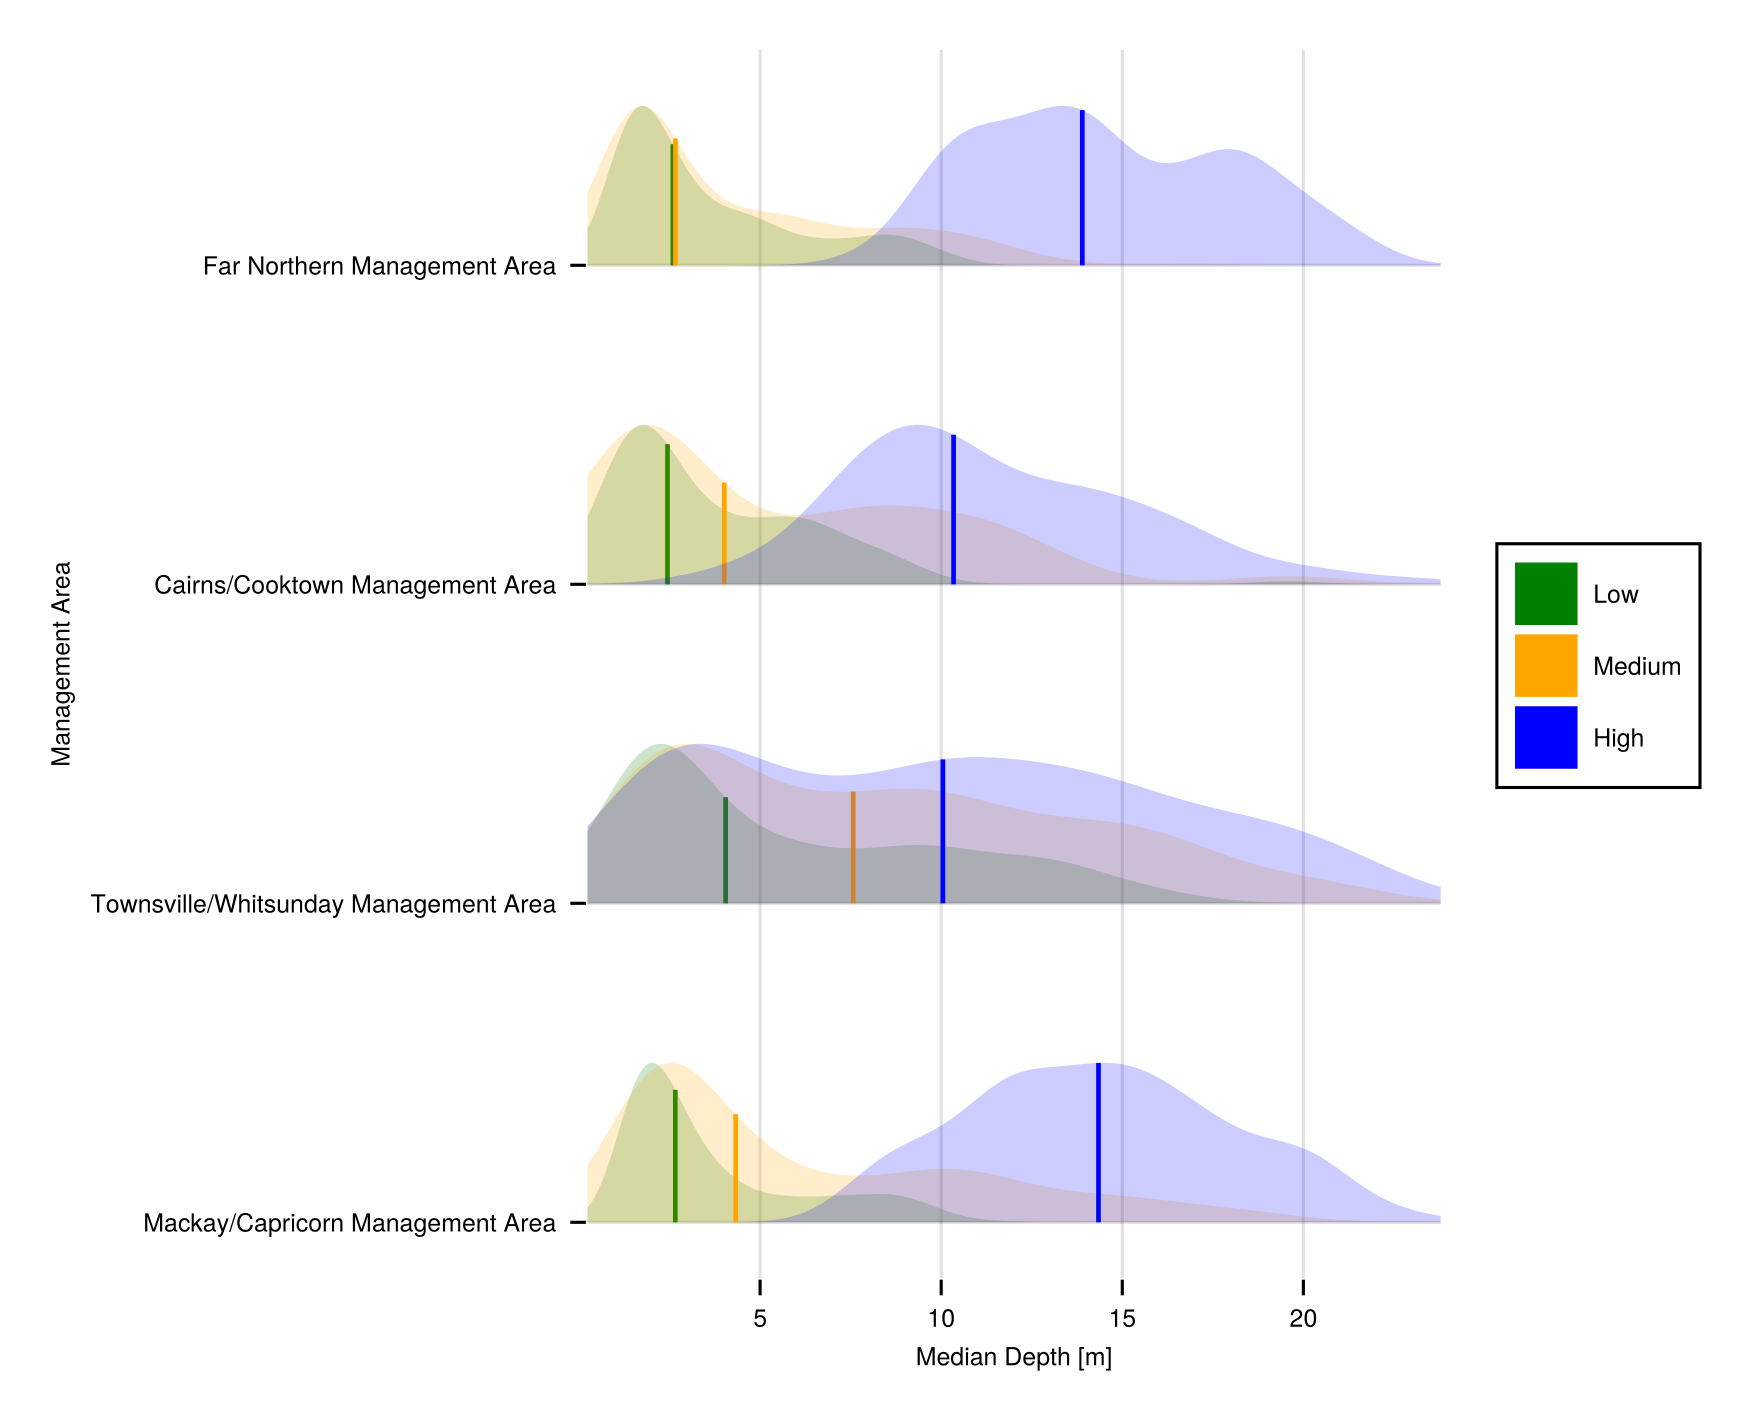 Far Northern Management Area
Cairns/Cooktown Management Area
Townsville/Whitsunday Management Area
Mackay/Capricorn Management Area
Management Area
5 10 15 20
Median Depth [m]
Low
Medium
High